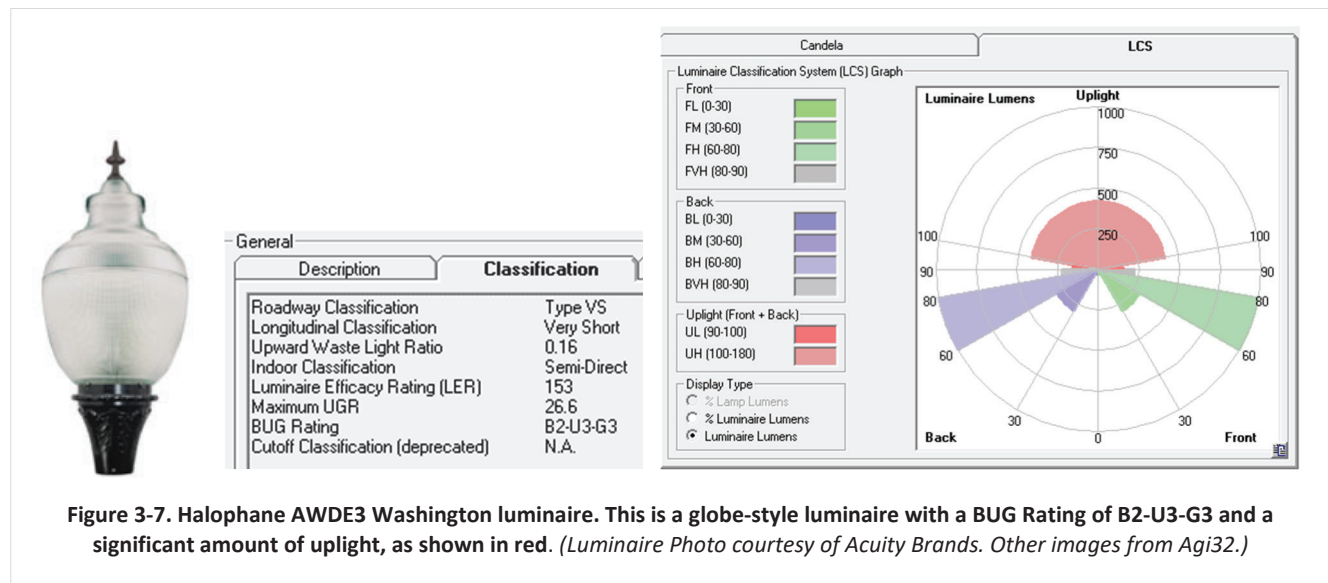 General
Description
Classification
Roadway Classification Type VS
Longitudinal Classification Very Short
Upward Waste Light Ratio 0.16
Indoor Classification Semi-Direct
Luminaire Efficacy Rating (LER) 153
Maximum UGR 26.6
BUG Rating B2-U3-G3
Cutoff Classification (deprecated) N.A.
Candela
LCS
Luminaire Classification System (LCS) Graph
Front
FL (0-30)
FM (30-60)
FH (60-80)
FVH (80-90)
Back
BL (0-30)
BM (30-60)
BH (60-80)
BVH (80-90)
Uplight (Front + Back)
UL (90-100)
UH (100-180)
Display Type
% Lamp Lumens
% Luminaire Lumens
Luminaire Lumens
Luminaire Lumens
Uplight
1000
750
500
250
100 100
90 90
80 80
60 60
30 30
0
Back Front
Figure 3-7. Halophane AWDE3 Washington luminaire. This is a globe-style luminaire with a BUG Rating of B2-U3-G3 and a
significant amount of uplight, as shown in red. (Luminaire Photo courtesy of Acuity Brands. Other images from Agi32.)